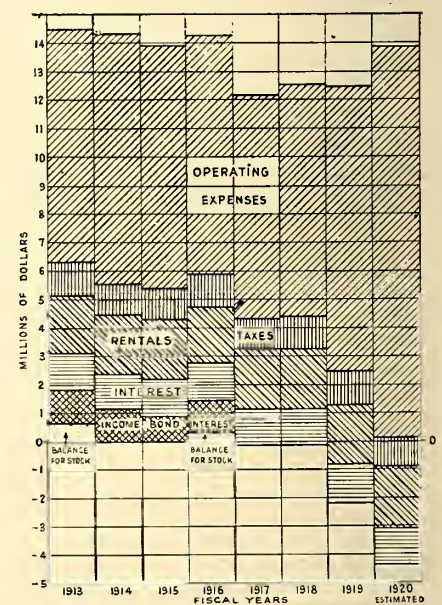 14
13
12
11
10
9
8
7
6
5
4
3
2
1
0
-1
-2
-3
-4
-5
MILLIONS OF DOLLARS
OPERATING
EXPENSES
RENTALS
TAXES
INTEREST
INCOME BOND INTEREST
BALANCE
FOR STOCK
BALANCE
FOR STOCK
0
1913 1914 1915 1916 1917 1918 1919 1920
FISCAL YEARS
ESTIMATED